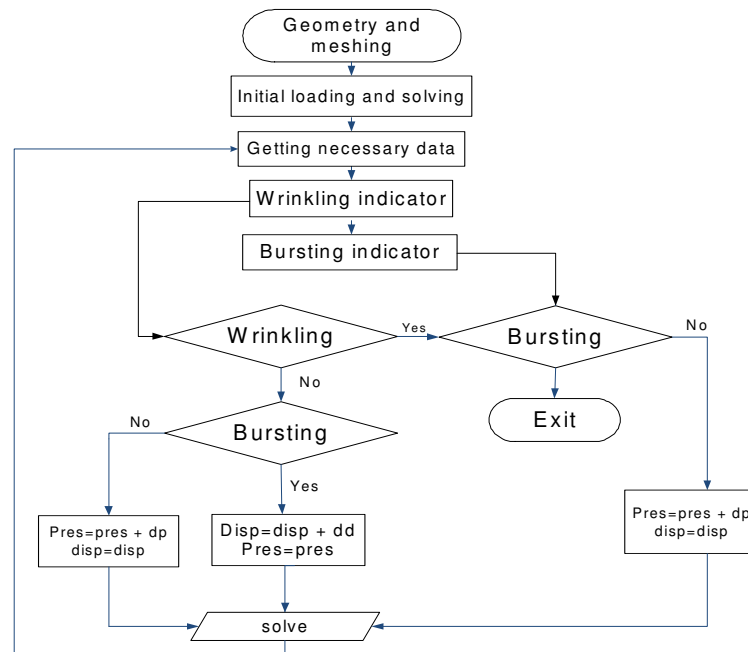 Geometry and
meshing
Initial loading and solving
Getting necessary data
Wrinkling indicator
Bursting indicator
Wrinkling
Yes
Bursting
No
No
Exit
No
Bursting
Yes
Pres=pres + dp
disp=disp
Disp=disp + dd
Pres=pres
Pres=pres + dp
disp=disp
solve